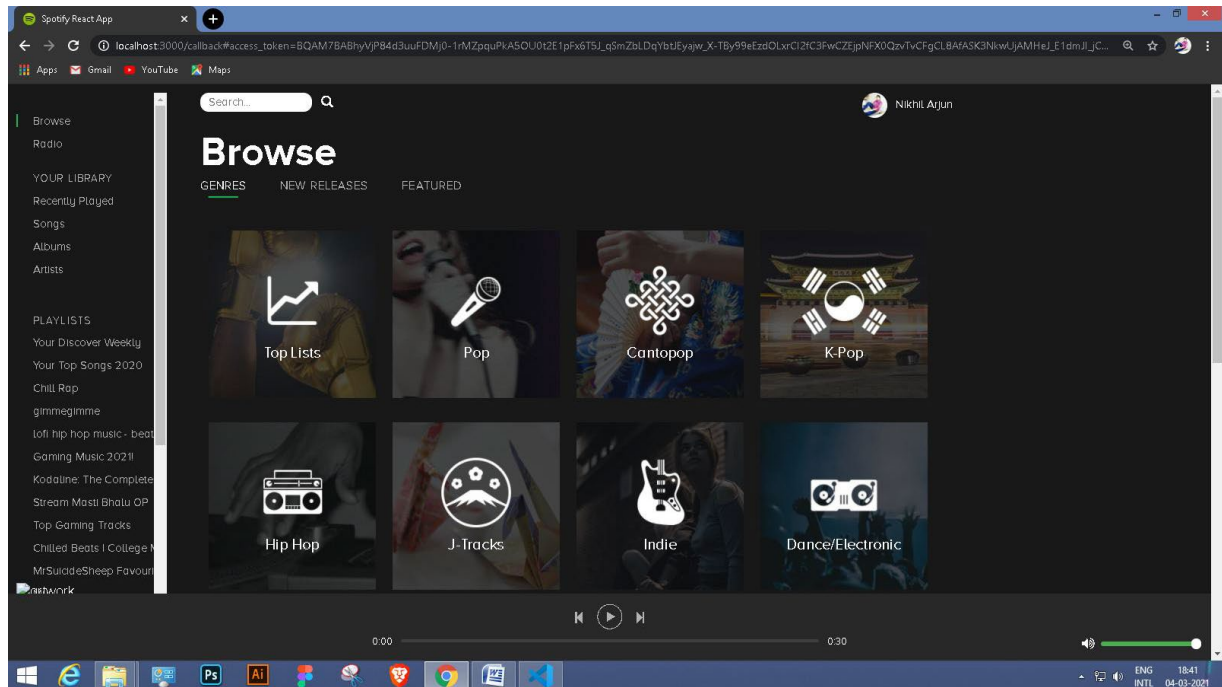 Spotify React App
localhost:3000/callback#access_token=
Apps Gmail YouTube Maps
Search...
Nikhil Arjun
Browse
Radio
YOUR LIBRARY
Recently Played
Songs
Albums
Artists
PLAYLISTS
Your Discover Weekly
Your Top Songs 2020
Chill Rap
gimmegimme
lofi hip hop music - beat
Gaming Music 2021!
Kodaline: The Complete
Stream Masti Bhalu OP
Top Gaming Tracks
Chilled Beats | College M
MrSuicideSheep Favouri
artwork
Browse
GENRES NEW RELEASES FEATURED
Top Lists Pop Cantopop K-Pop
Hip Hop J-Tracks Indie Dance/Electronic
0:00 0:30
Ps Ai
ENG 18:41
INTL 04-03-2021